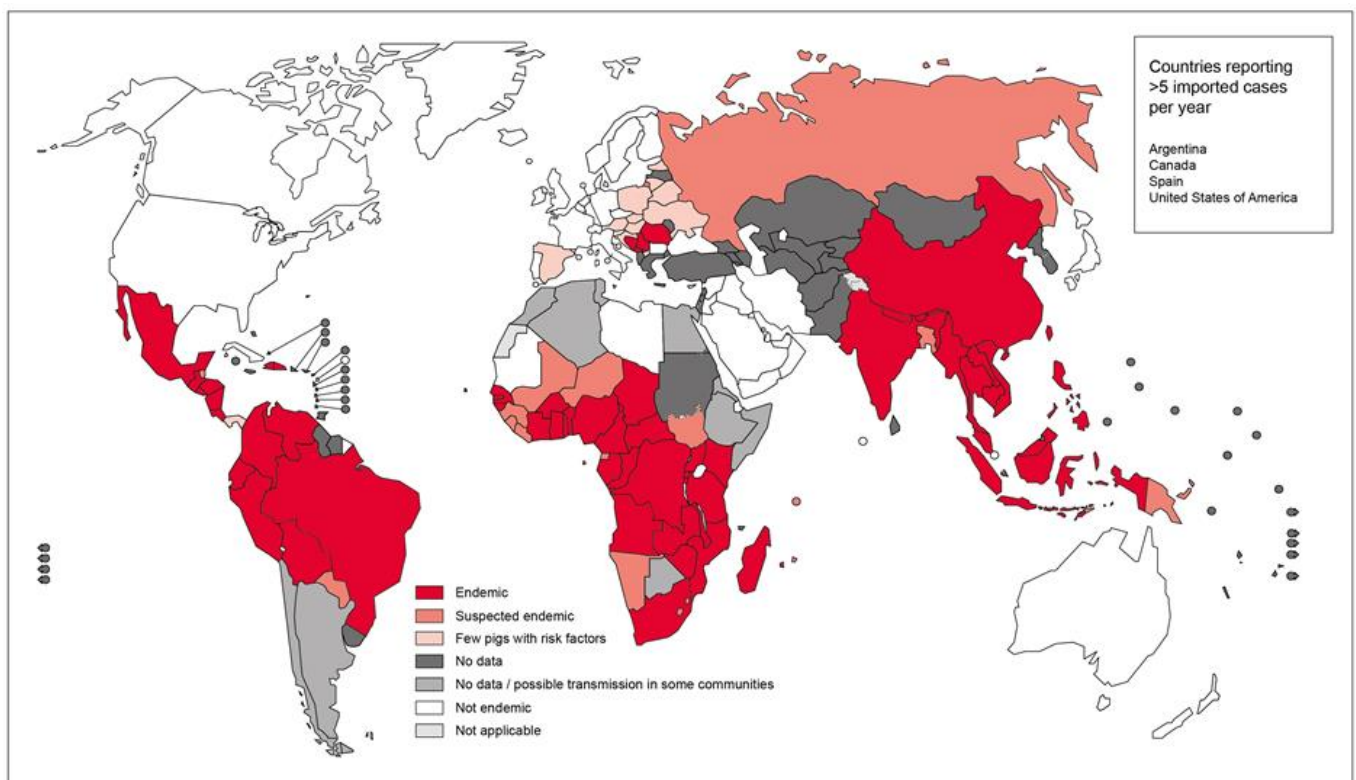 Countries reporting
>5 imported cases
per year
Argentina
Canada
Spain
United States of America
Endemic
Suspected endemic
Few pigs with risk factors
No data
No data / possible transmission in some communities
Not endemic
Not applicable